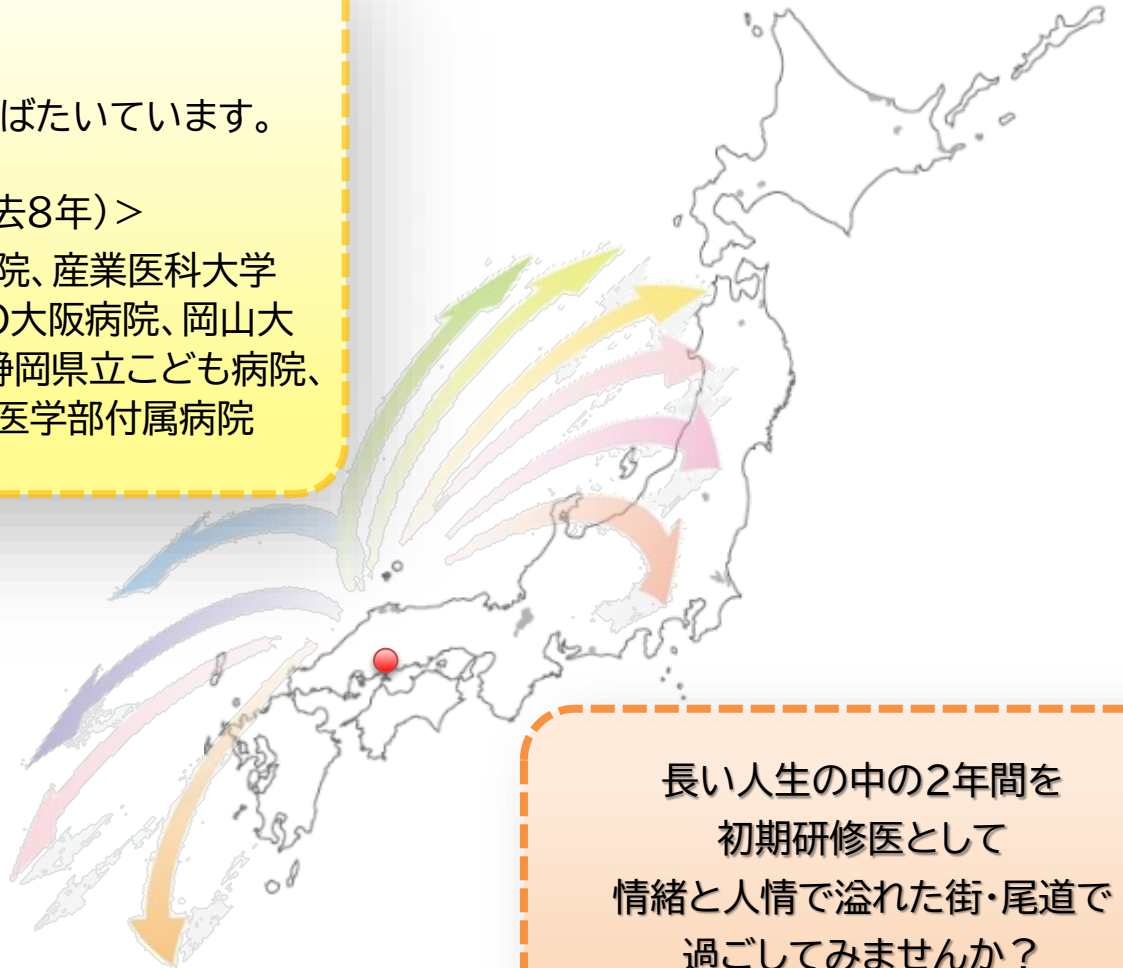 ばたいています。
去8年）＞
院、産業医科大学
O大阪病院、岡山大
静岡県立こども病院、
医学部付属病院
長い人生の中の2年間を
初期研修医として
情緒と人情で溢れた街・尾道で
過ごしてみませんか？